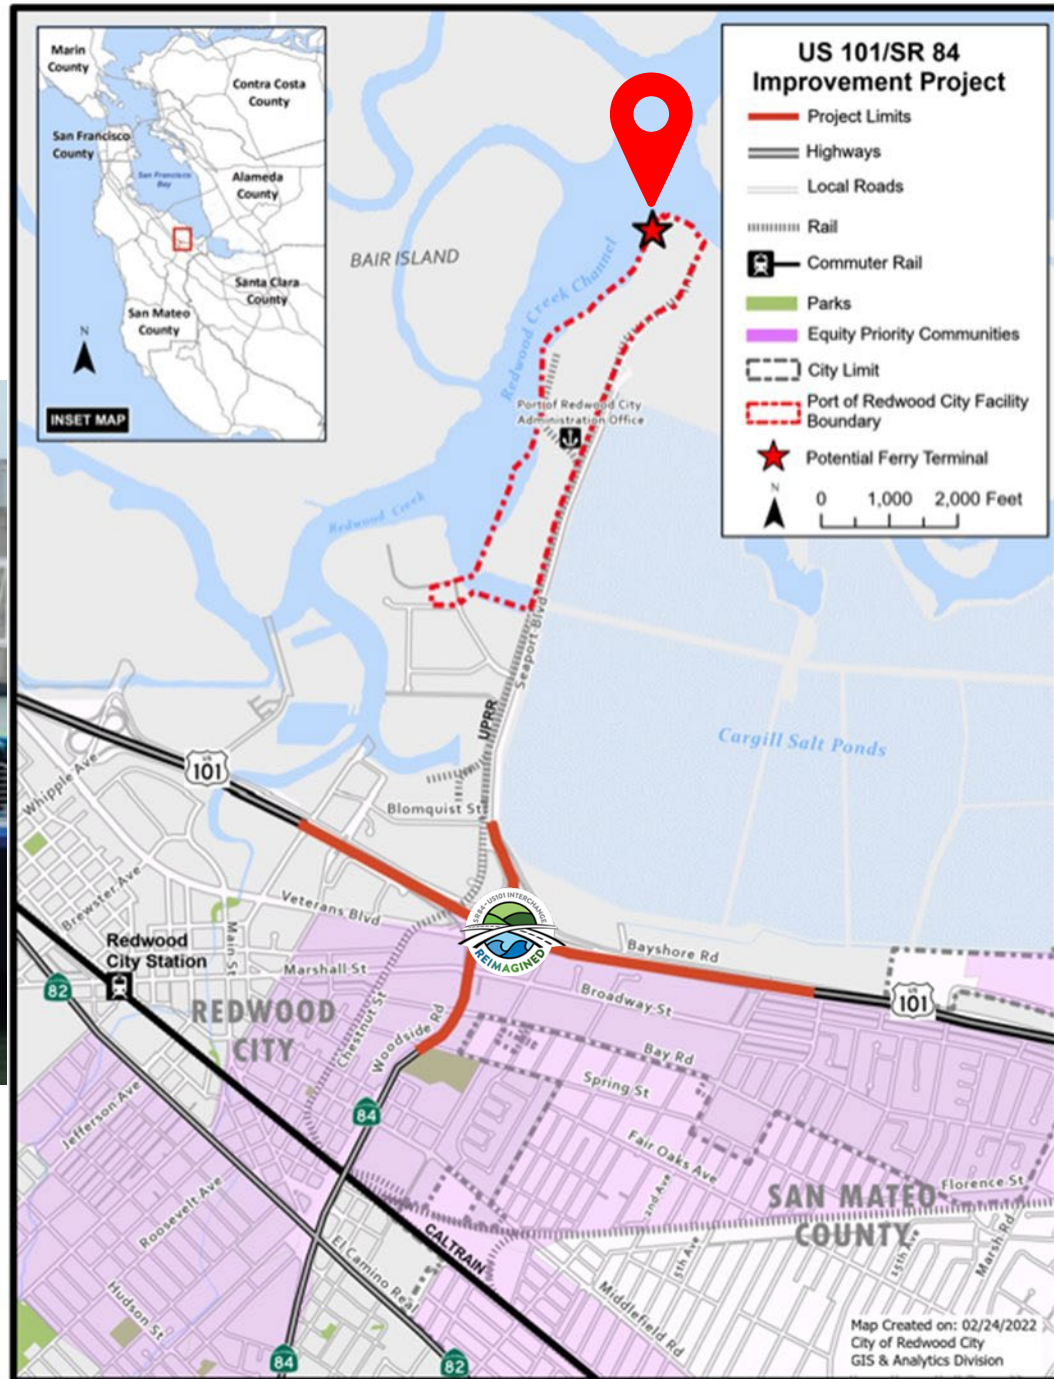 US 101/SR 84
Improvement Project
Project Limits
Highways
Local Roads
Rail
Commuter Rail
Parks
Equity Priority Communities
City Limit
Port of Redwood City Facility
Boundary
Potential Ferry Terminal
N
0 1,000 2,000 Feet
Marin
County
Contra Costa
County
San Francisco
County
San Francisco
Bay
Alameda
County
Santa Clara
County
San Mateo
County
N
INSET MAP
BAIR ISLAND
Redwood Creek Channel
Port of Redwood City
Administration Office
Redwood Creek
Seaport Blvd
UPRR
Cargill Salt Ponds
US
101
Whipple Ave
Blomquist St
Brewster Ave
Veterans Blvd
Main St
SR84-US101 INTERCHANGE
REIMAGINED
Bayshore Rd
Redwood
City Station
Marshall St
82
REDWOOD
CITY
Chestnut St
Woodside Rd
Broadway St
US
101
Bay Rd
Spring St
Jefferson Ave
84
Fair Oaks Ave
2nd Ave
SAN MATEO
COUNTY
Florence St
Roosevelt Ave
El Camino Real
CALTRAIN
5th Ave
15th Ave
Marsh Rd
Hudson St
Middlefield Rd
84
82
Map Created on: 02/24/2022
City of Redwood City
GIS & Analytics Division